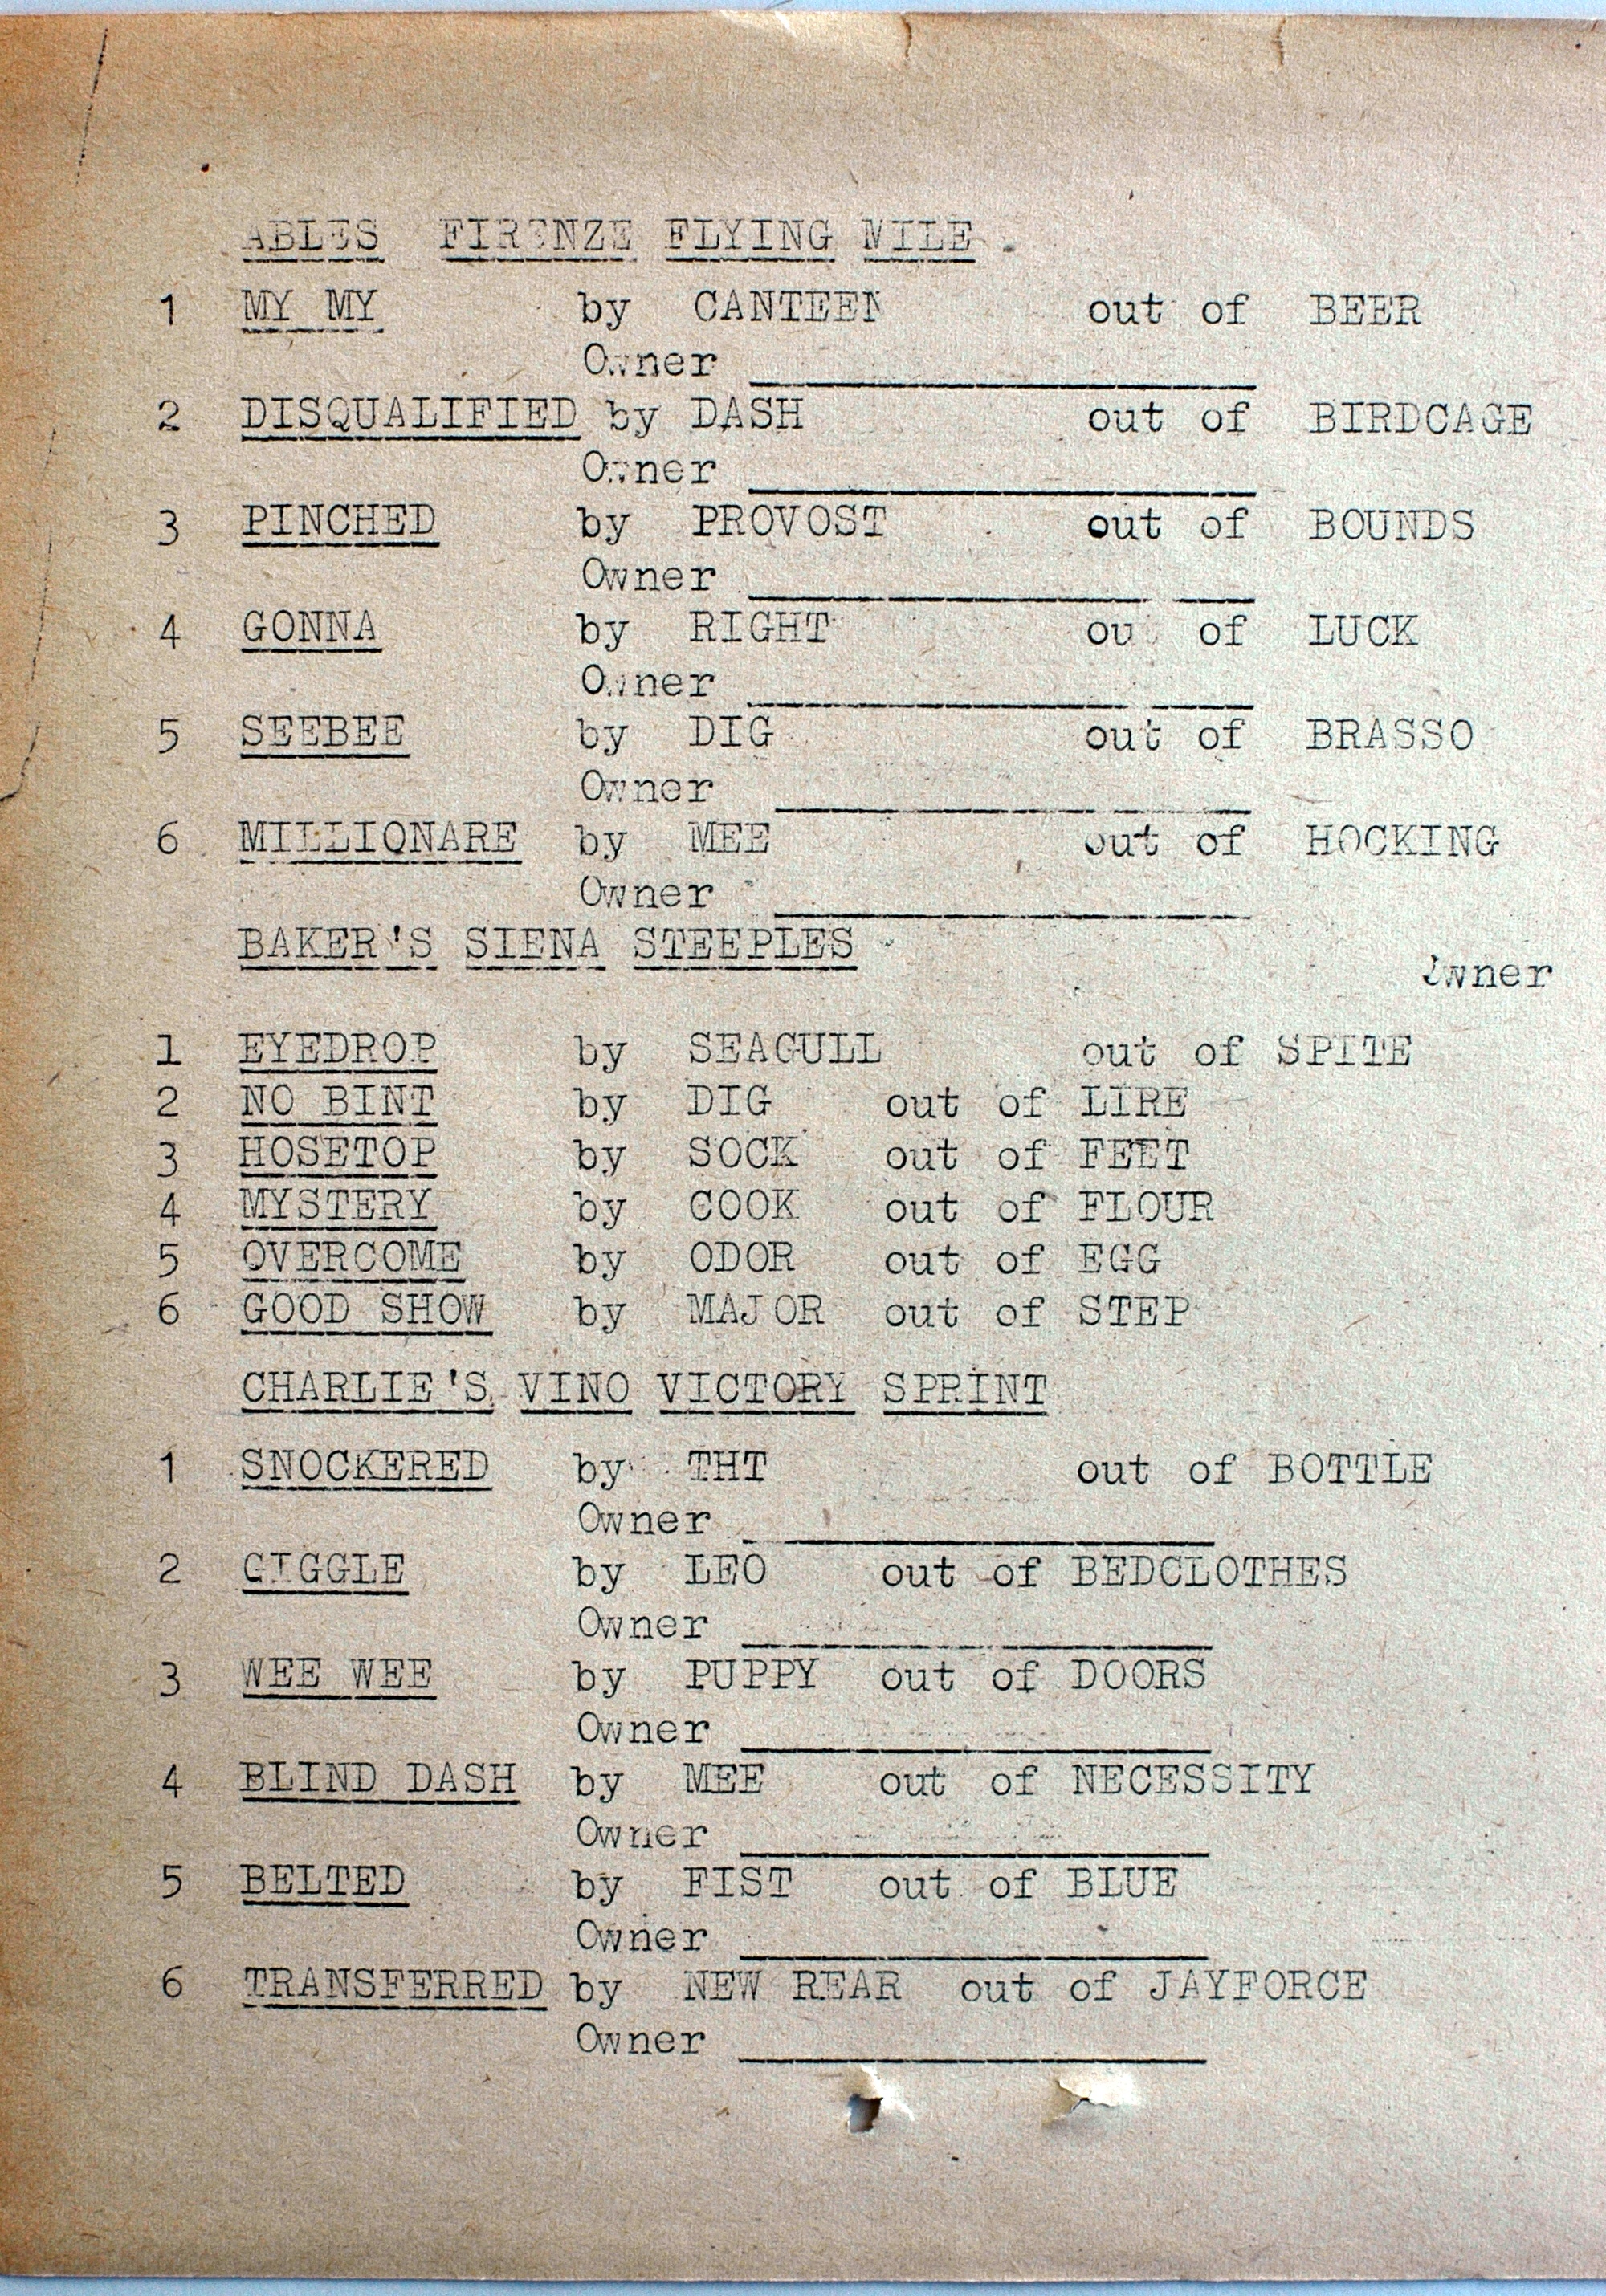 ABLES FIRENZE FLYING MILE.
1 MY MY by CANTEEN out of BEER
Owner
2 DISQUALIFIED by DASH out of BIRDCAGE
Owner
3 PINCHED by PROVOST out of BOUNDS
Owner
4 GONNA by RIGHT out of LUCK
Owner
5 SEEBEE by DIG out of BRASSO
Owner
6 MILLIONARE by MEE out of HOCKING
Owner
BAKER'S SIENA STEEPLES
Owner
1 EYEDROP by SEAGULL out of SPITE
2 NO BINT by DIG out of LIRE
3 HOSETOP by SOCK out of FEET
4 MYSTERY by COOK out of FLOUR
5 OVERCOME by ODOR out of EGG
6 GOOD SHOW by MAJOR out of STEP
CHARLIE'S VINO VICTORY SPRINT
1 SNOCKERED by THT out of BOTTLE
Owner
2 GIGGLE by LEO out of BEDCLOTHES
Owner
3 WEE WEE by PUPPY out of DOORS
Owner
4 BLIND DASH by MEE out of NECESSITY
Owner
5 BELTED by FIST out of BLUE
Owner
6 TRANSFERRED by NEW REAR out of JAYFORCE
Owner